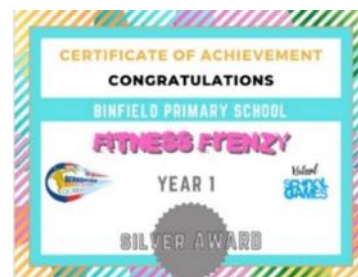 CERTIFICATE OF ACHIEVEMENT
CONGRATULATIONS
BINFIELD PRIMARY SCHOOL
FITNESS FRENZY
YEAR 1
Virtual
SCHOOL
GAMES
SILVER AWARD